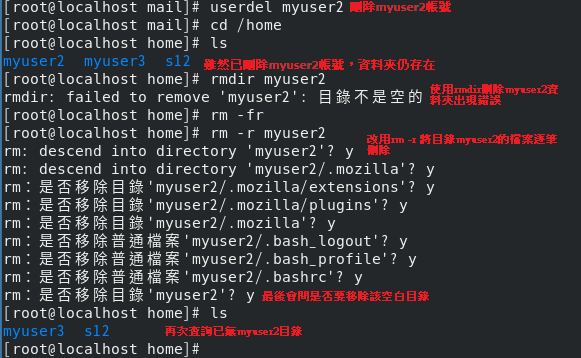 [root@localhost mail]# userdel myuser2 刪除myuser2帳號
[root@localhost mail]# cd /home
[root@localhost home]# ls
myuser2  myuser3  s12 雖然已刪除myuser2帳號，資料夾仍存在
[root@localhost home]# rmdir myuser2
rmdir: failed to remove 'myuser2': 目錄不是空的 使用rmdir刪除myuser2資
料夾出現錯誤
[root@localhost home]# rm -fr
[root@localhost home]# rm -r myuser2
改用rm -r 將目錄myuser2的檔案逐筆
刪除
rm: descend into directory 'myuser2'? y
rm: descend into directory 'myuser2/.mozilla'? y
rm：是否移除目錄'myuser2/.mozilla/extensions'? y
rm：是否移除目錄'myuser2/.mozilla/plugins'? y
rm：是否移除目錄'myuser2/.mozilla'? y
rm：是否移除普通檔案'myuser2/.bash_logout'? y
rm：是否移除普通檔案'myuser2/.bash_profile'? y
rm：是否移除普通檔案'myuser2/.bashrc'? y
rm：是否移除目錄'myuser2'? y 最後會問是否要移除該空白目錄
[root@localhost home]# ls
myuser3  s12 再次查詢已無myuser2目錄
[root@localhost home]#